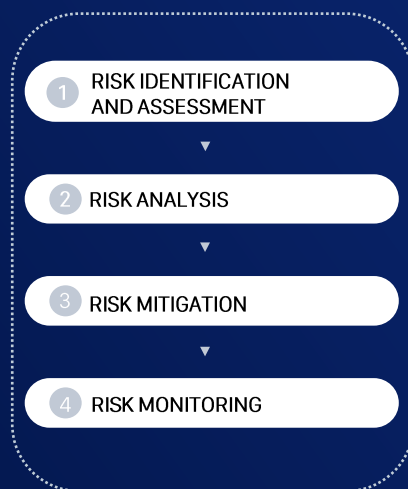 1 RISK IDENTIFICATION
AND ASSESSMENT
2 RISK ANALYSIS
3 RISK MITIGATION
4 RISK MONITORING